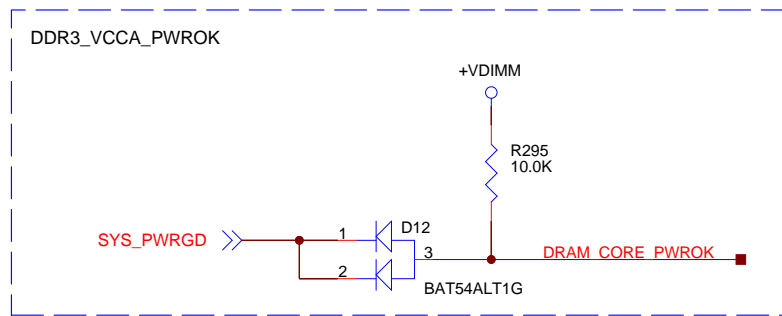 DDR3_VCCA_PWROK
+VDIMM
R295
10.0K
SYS_PWRGD
1
D12
3
DRAM_CORE_PWROK
2
BAT54ALT1G